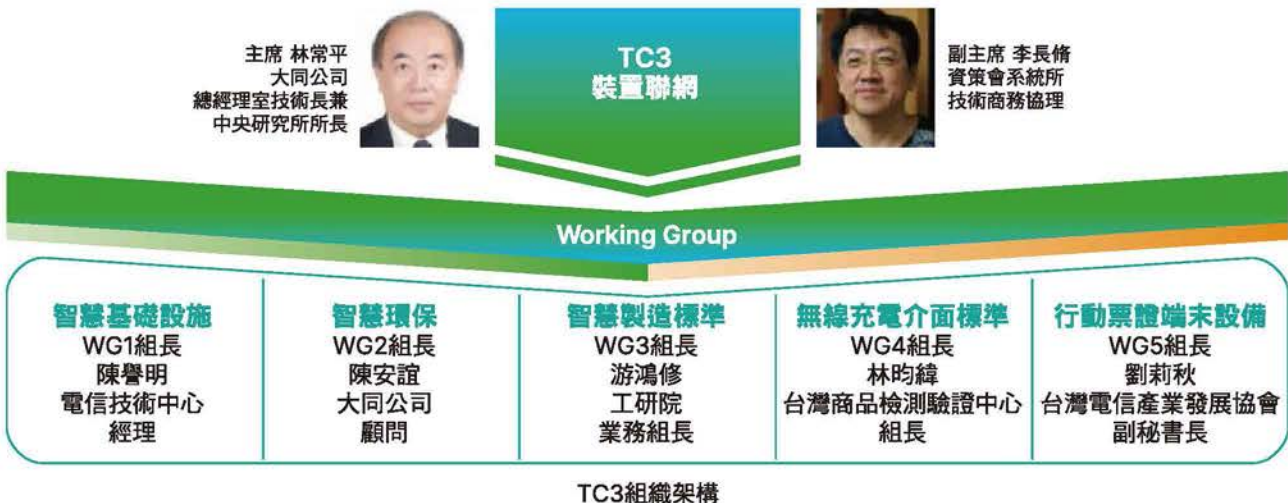 主席 林常平
大同公司
總經理室技術長兼
中央研究所所長
TC3
裝置聯網
副主席 李長脩
資策會系統所
技術商務協理
Working Group
智慧基礎設施
WG1組長
陳譽明
電信技術中心
經理
智慧環保
WG2組長
陳安誼
大同公司
顧問
智慧製造標準
WG3組長
游鴻修
工研院
業務組長
無線充電介面標準
WG4組長
林昀緯
台灣商品檢測驗證中心
組長
行動票證端末設備
WG5組長
劉莉秋
台灣電信產業發展協會
副秘書長
TC3組織架構